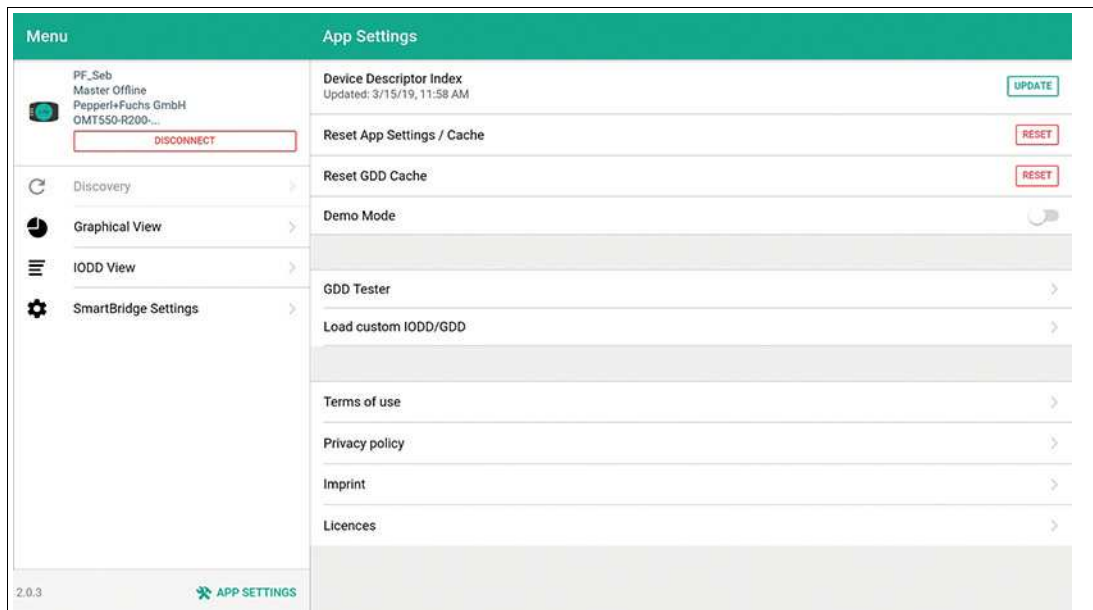 Menu
PF_Seb
Master Offline
Pepperl+Fuchs GmbH
OMT550-R200-...
DISCONNECT
Discovery
Graphical View
IODD View
SmartBridge Settings
2.0.3
APP SETTINGS
App Settings
Device Descriptor Index
Updated: 3/15/19, 11:58 AM
UPDATE
Reset App Settings / Cache
RESET
Reset GDD Cache
RESET
Demo Mode
GDD Tester
Load custom IODD/GDD
Terms of use
Privacy policy
Imprint
Licences